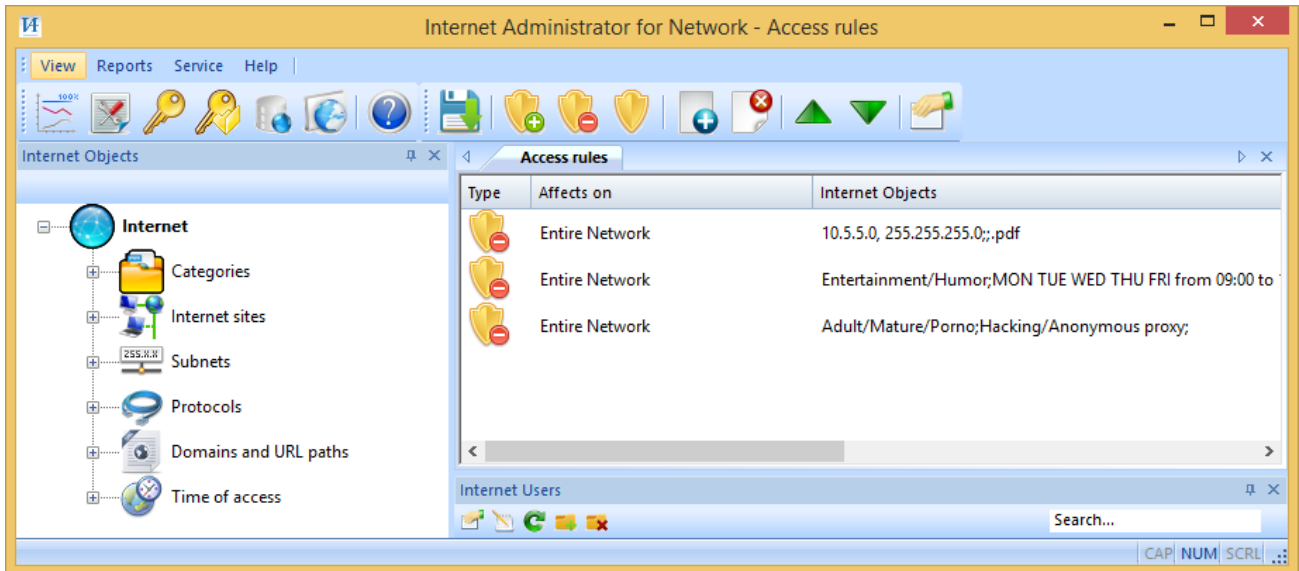 Internet Administrator for Network - Access rules
View Reports Service Help
100%
Internet Objects
Access rules
Type Affects on Internet Objects
Internet
Entire Network 10.5.5.0, 255.255.255.0;;.pdf
Categories
Entire Network Entertainment/Humor;MON TUE WED THU FRI from 09:00 to
Internet sites
Entire Network Adult/Mature/Porno;Hacking/Anonymous proxy;
255.X.X
Subnets
Protocols
Domains and URL paths
Time of access
Internet Users
Search...
CAP NUM SCRL